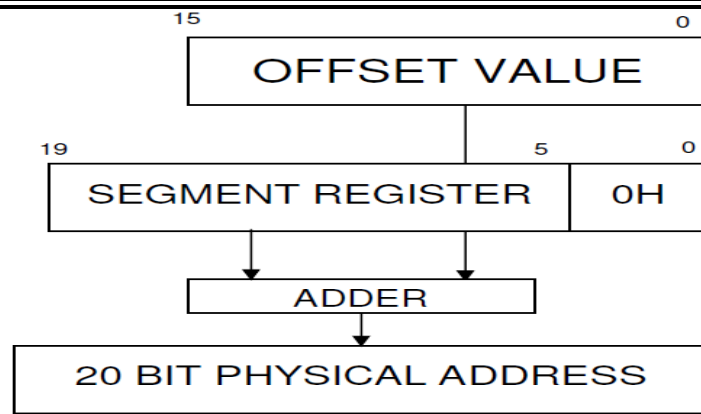 15 0
OFFSET VALUE
19 5 0
SEGMENT REGISTER 0H
ADDER
20 BIT PHYSICAL ADDRESS